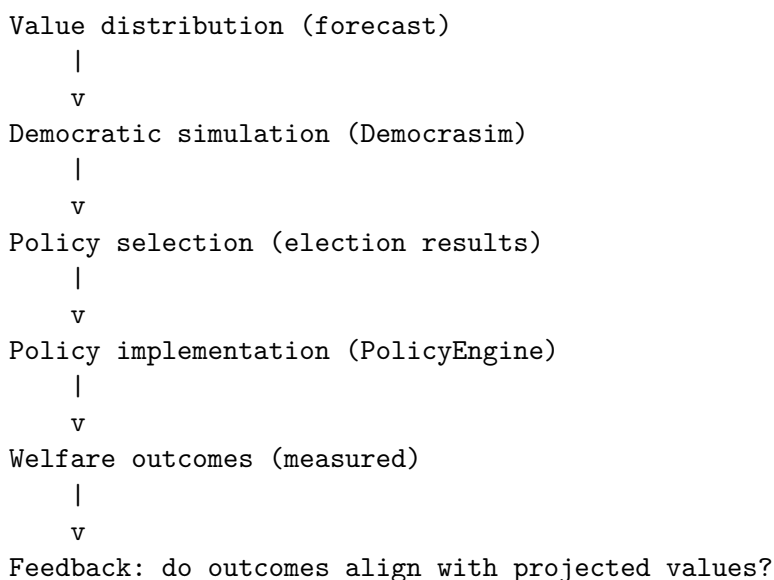 Value distribution (forecast)
|
v
Democratic simulation (Democrasim)
|
v
Policy selection (election results)
|
v
Policy implementation (PolicyEngine)
|
v
Welfare outcomes (measured)
|
v
Feedback: do outcomes align with projected values?